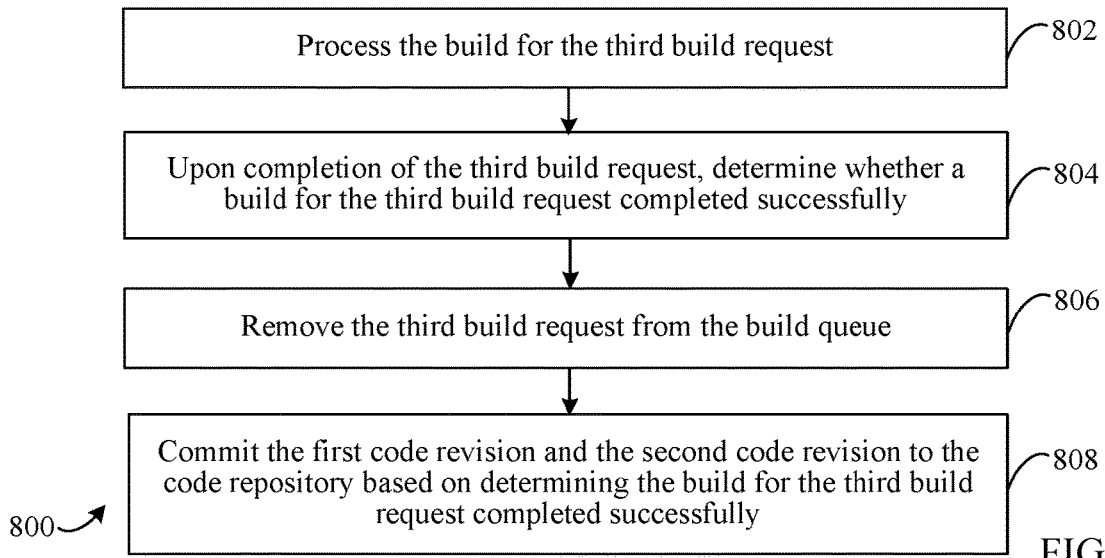 Process the build for the third build request
802
Upon completion of the third build request, determine whether a
build for the third build request completed successfully
804
Remove the third build request from the build queue
806
Commit the first code revision and the second code revision to the
code repository based on determining the build for the third build
request completed successfully
808
800
FIG